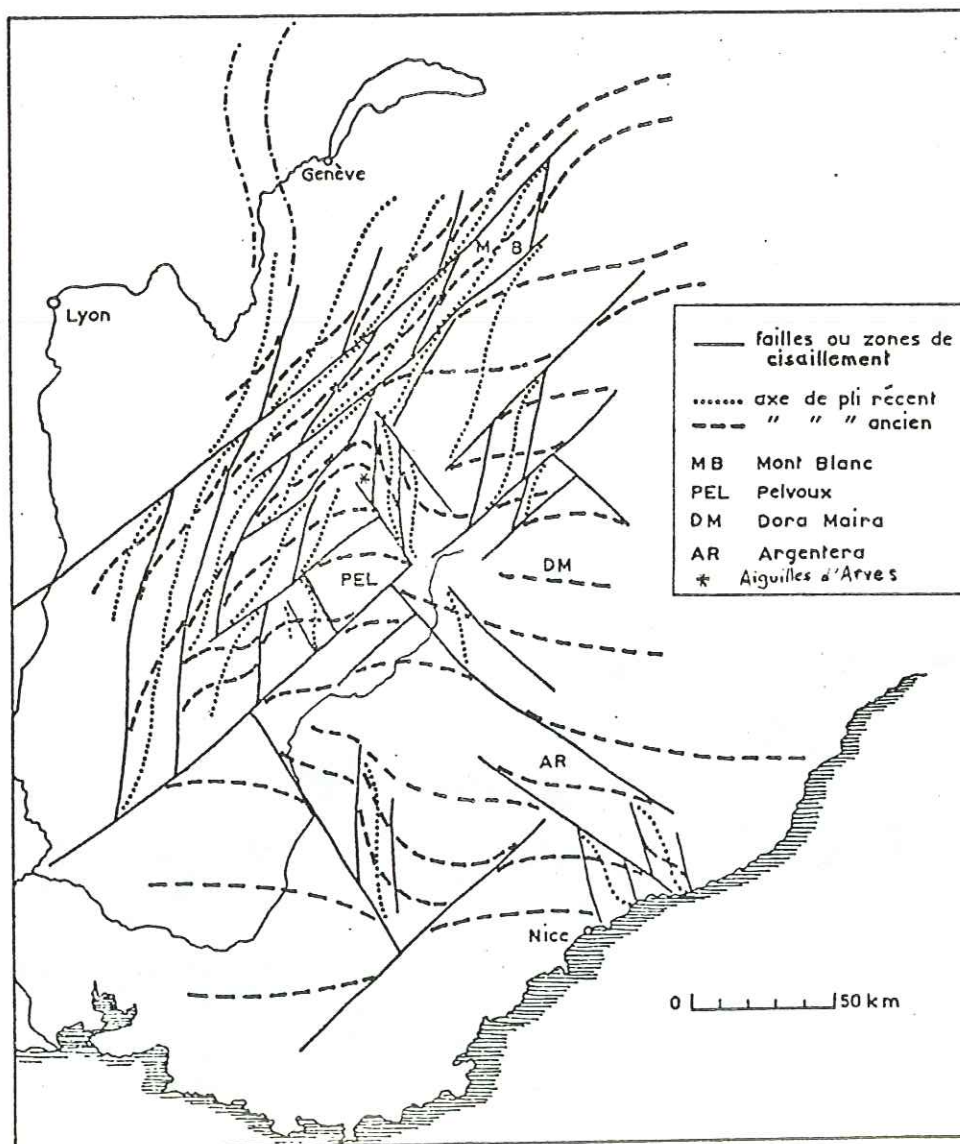 Genève
Lyon
M B
failles ou zones de
cisaillement
axe de pli récent
" " " ancien
MB Mont Blanc
PEL Pelvoux
DM Dora Maira
AR Argentera
* Aiguilles d'Arves
*
PEL
DM
AR
Nice
0 50 km